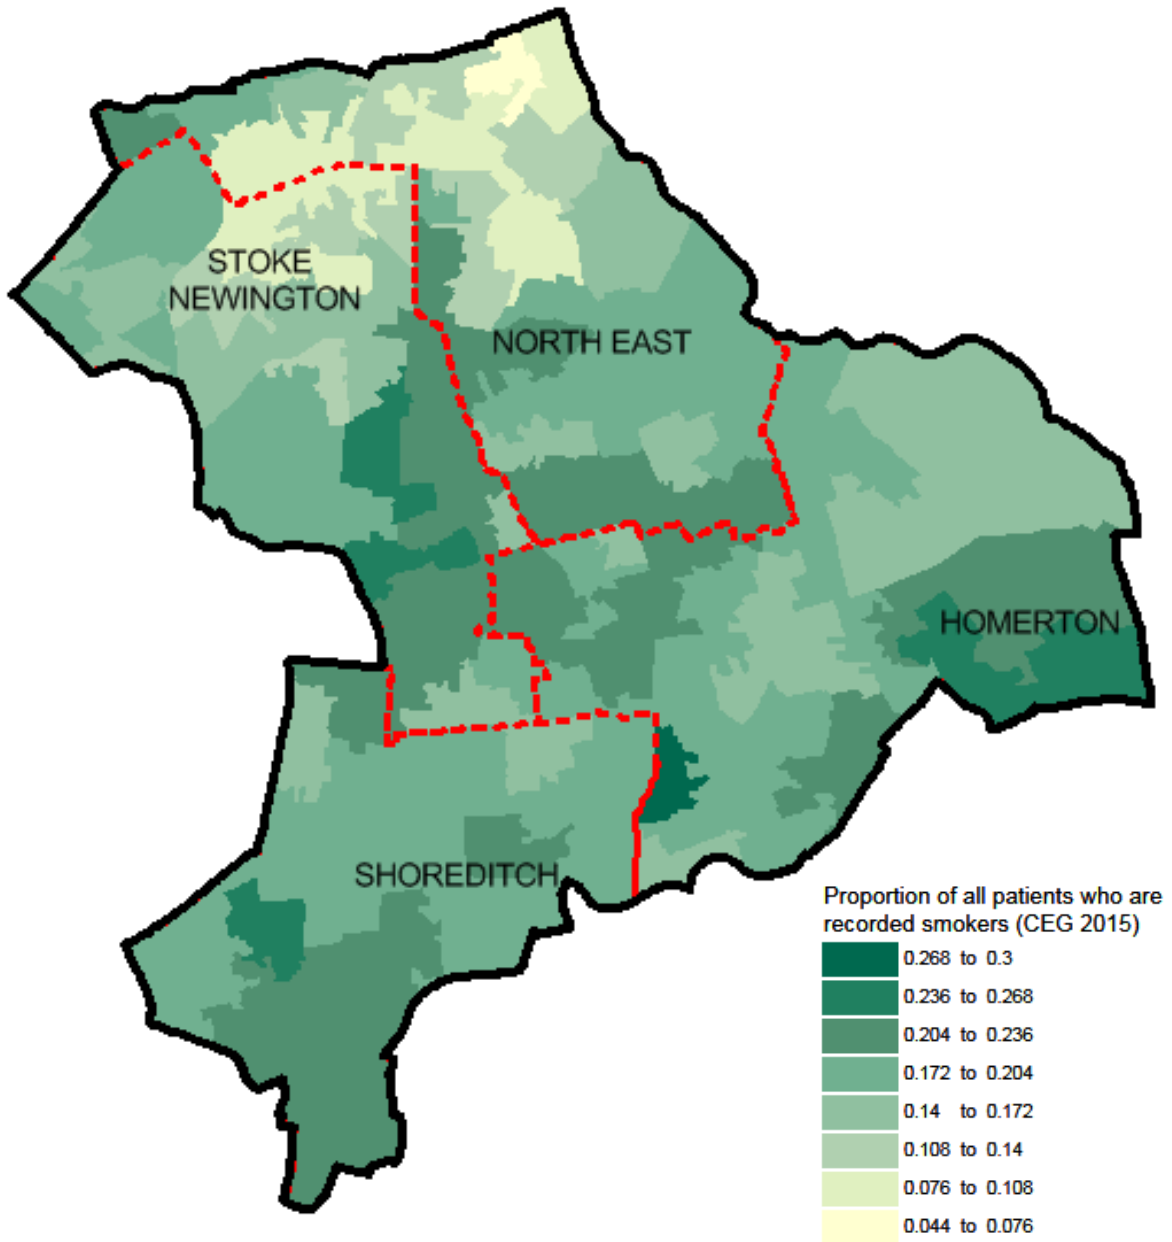 STOKE
NEWINGTON
NORTH EAST
HOMERTON
SHOREDITCH
Proportion of all patients who are
recorded smokers (CEG 2015)
0.268 to 0.3
0.236 to 0.268
0.204 to 0.236
0.172 to 0.204
0.14 to 0.172
0.108 to 0.14
0.076 to 0.108
0.044 to 0.076